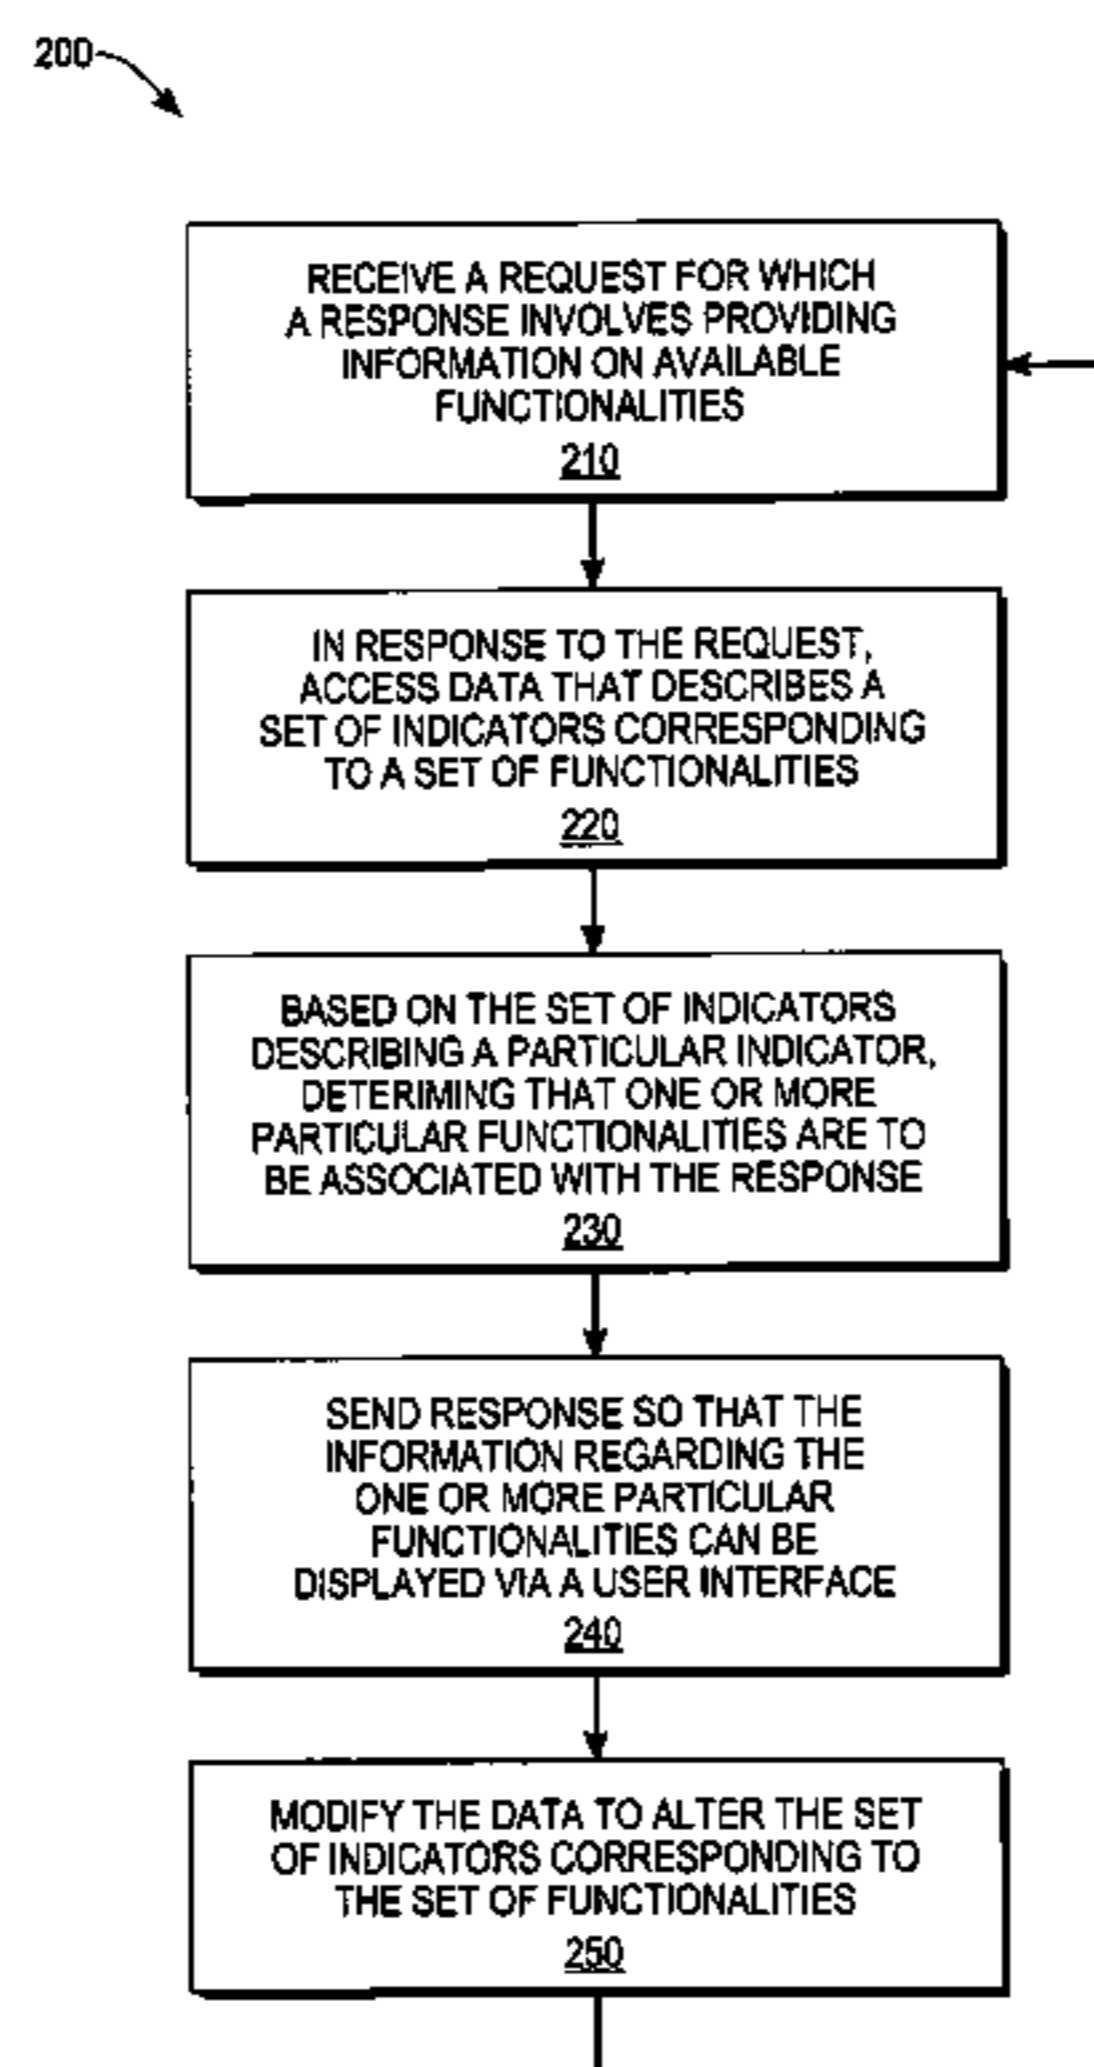 200
RECEIVE A REQUEST FOR WHICH
A RESPONSE INVOLVES PROVIDING
INFORMATION ON AVAILABLE
FUNCTIONALITIES
210
IN RESPONSE TO THE REQUEST,
ACCESS DATA THAT DESCRIBES A
SET OF INDICATORS CORRESPONDING
TO A SET OF FUNCTIONALITIES
220
BASED ON THE SET OF INDICATORS
DESCRIBING A PARTICULAR INDICATOR,
DETERIMING THAT ONE OR MORE
PARTICULAR FUNCTIONALITIES ARE TO
BE ASSOCIATED WITH THE RESPONSE
230
SEND RESPONSE SO THAT THE
INFORMATION REGARDING THE
ONE OR MORE PARTICULAR
FUNCTIONALITIES CAN BE
DISPLAYED VIA A USER INTERFACE
240
MODIFY THE DATA TO ALTER THE SET
OF INDICATORS CORRESPONDING TO
THE SET OF FUNCTIONALITIES
250